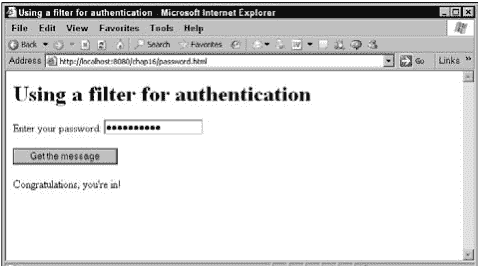 Using a filter for authentication - Microsoft Internet Explorer
File Edit View Favorites Tools Help
Back Search Favorites
Address http://localhost:8080/chap16/password.html Go Links »
Using a filter for authentication
Enter your password: ••••••••••
Get the message
Congratulations, you're in!